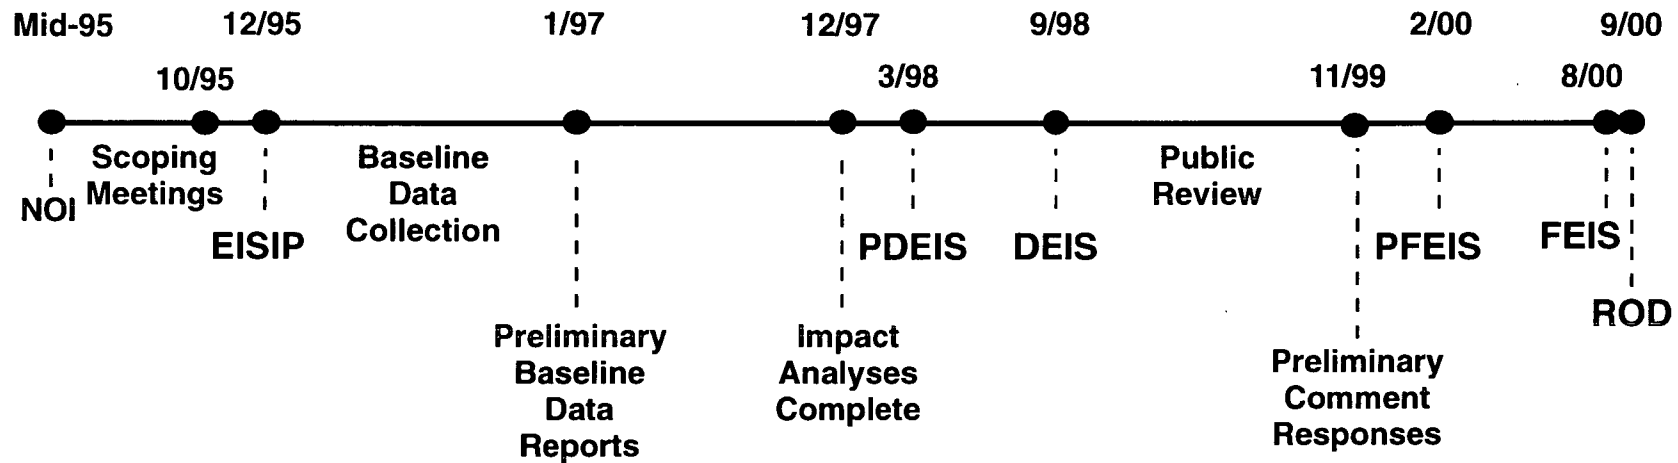 Mid-95 12/95 1/97 12/97 9/98 2/00 9/00
10/95 3/98 11/99 8/00
Scoping
Meetings
NOI
EISIP
Baseline
Data
Collection
Preliminary
Baseline
Data
Reports
Impact
Analyses
Complete
PDEIS
DEIS
Public
Review
Preliminary
Comment
Responses
PFEIS
FEIS
ROD